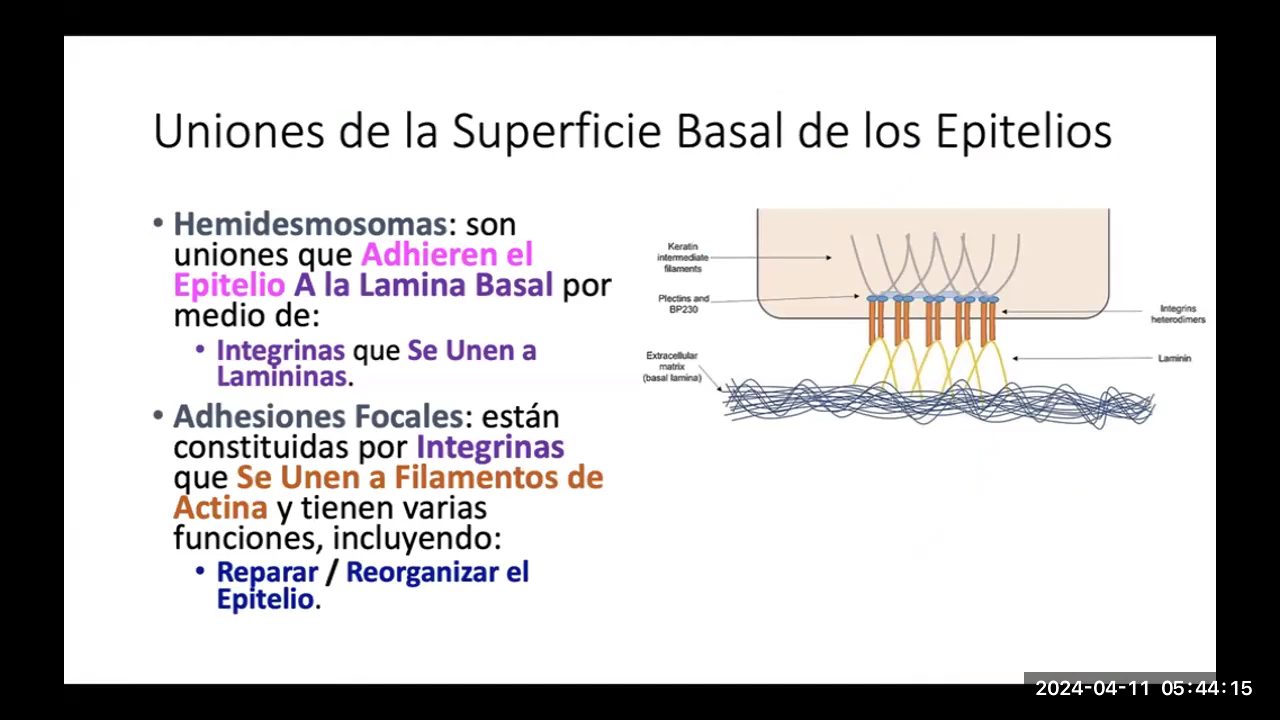 Uniones de la Superficie Basal de los Epitelios
• Hemidesmosomas: son
uniones que Adhieren el
Epitelio A la Lamina Basal por
medio de:
• Integrinas que Se Unen a
Lamininas.
• Adhesiones Focales: están
constituidas por Integrinas
que Se Unen a Filamentos de
Actina y tienen varias
funciones, incluyendo:
• Reparar / Reorganizar el
Epitelio.
Keratin
intermediate
filaments
Plectins and
BP230
Extracellular
matrix
(basal lamina)
Integrins
heterodimers
Laminin
2024-04-11 05:44:15